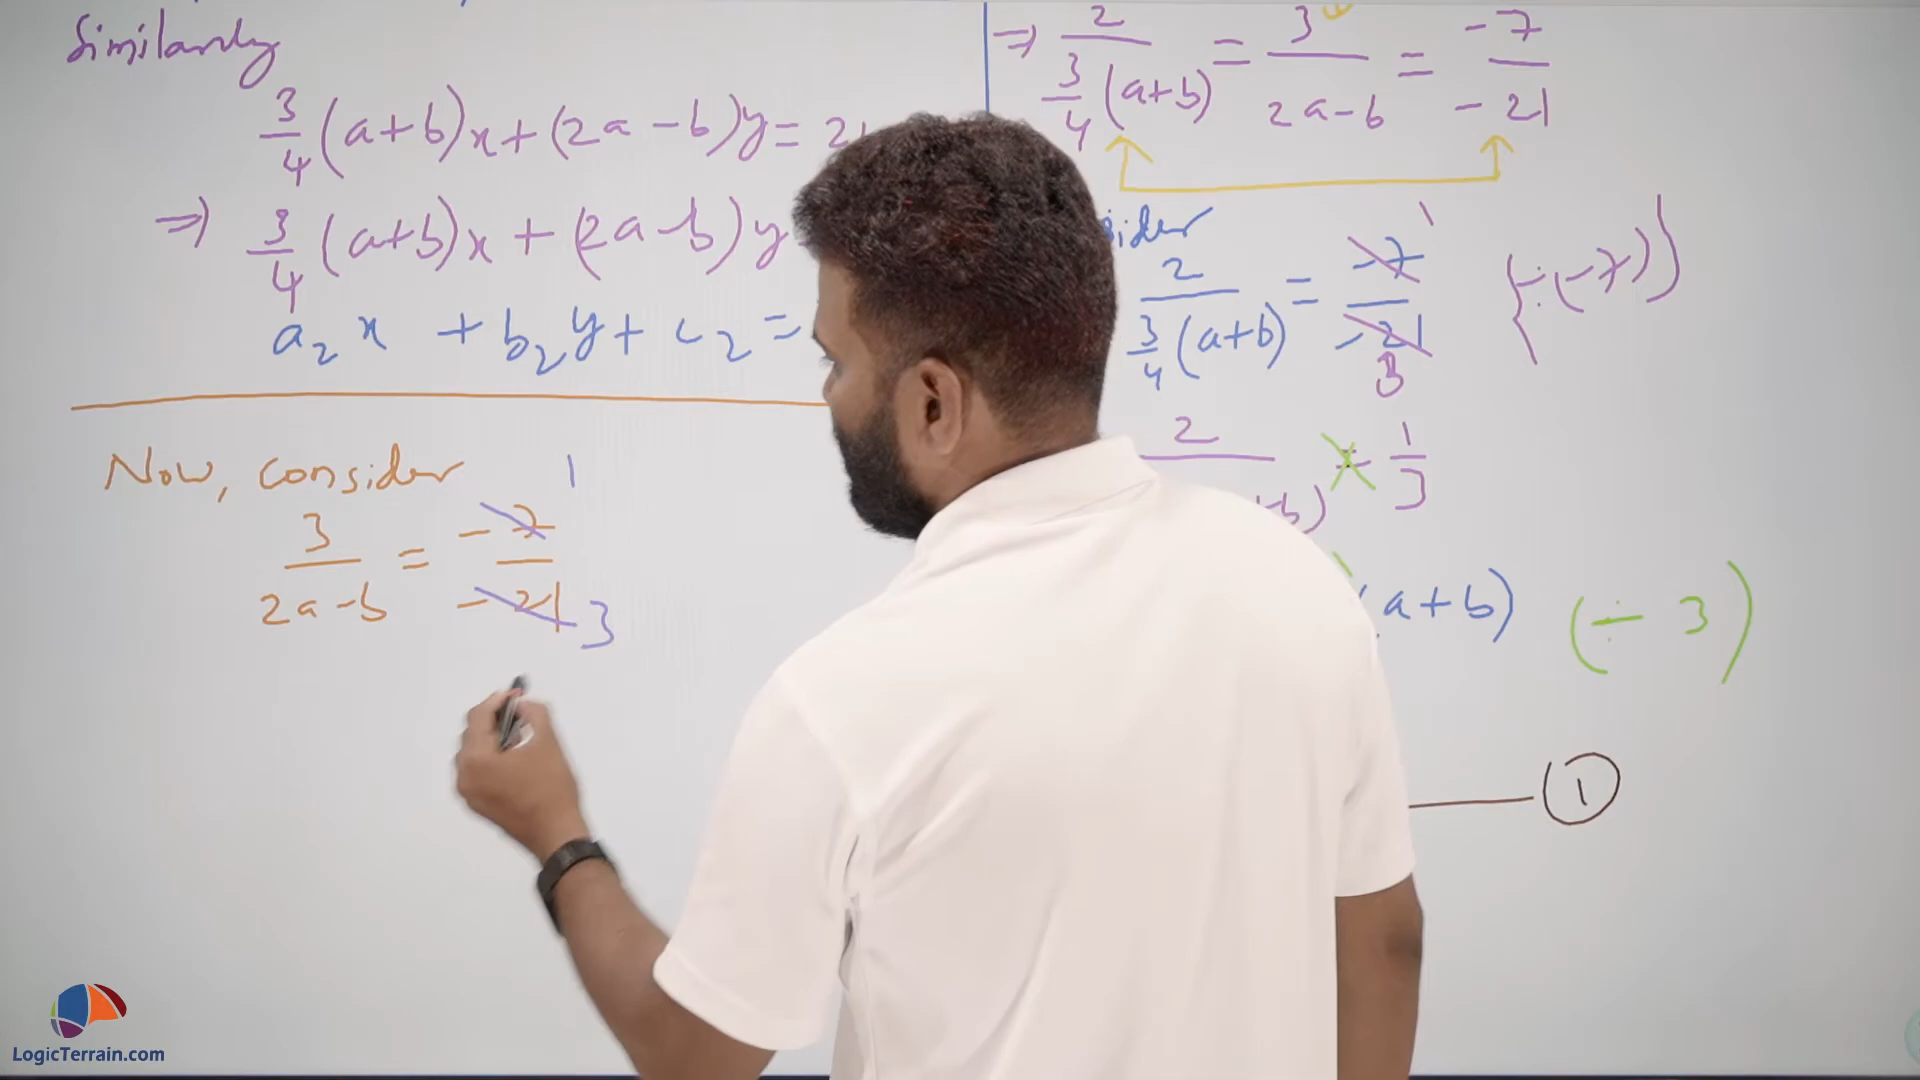 Similarly
3/4 (a+b)x + (2a-b)y = 2
⇒ 3/4 (a+b)x + (2a-b)y
a₂x + b₂y + c₂ =
Now, consider
1
3/(2a-b) = -7/-21
3
⇒ 2/(3/4 (a+b)) = 3/(2a-b) = -7/-21
sider
1
2/(3/4 (a+b)) = -7/-21 {÷(-7)}
3
2 1/3
b)
(a+b) (÷ 3)
1
LogicTerrain.com